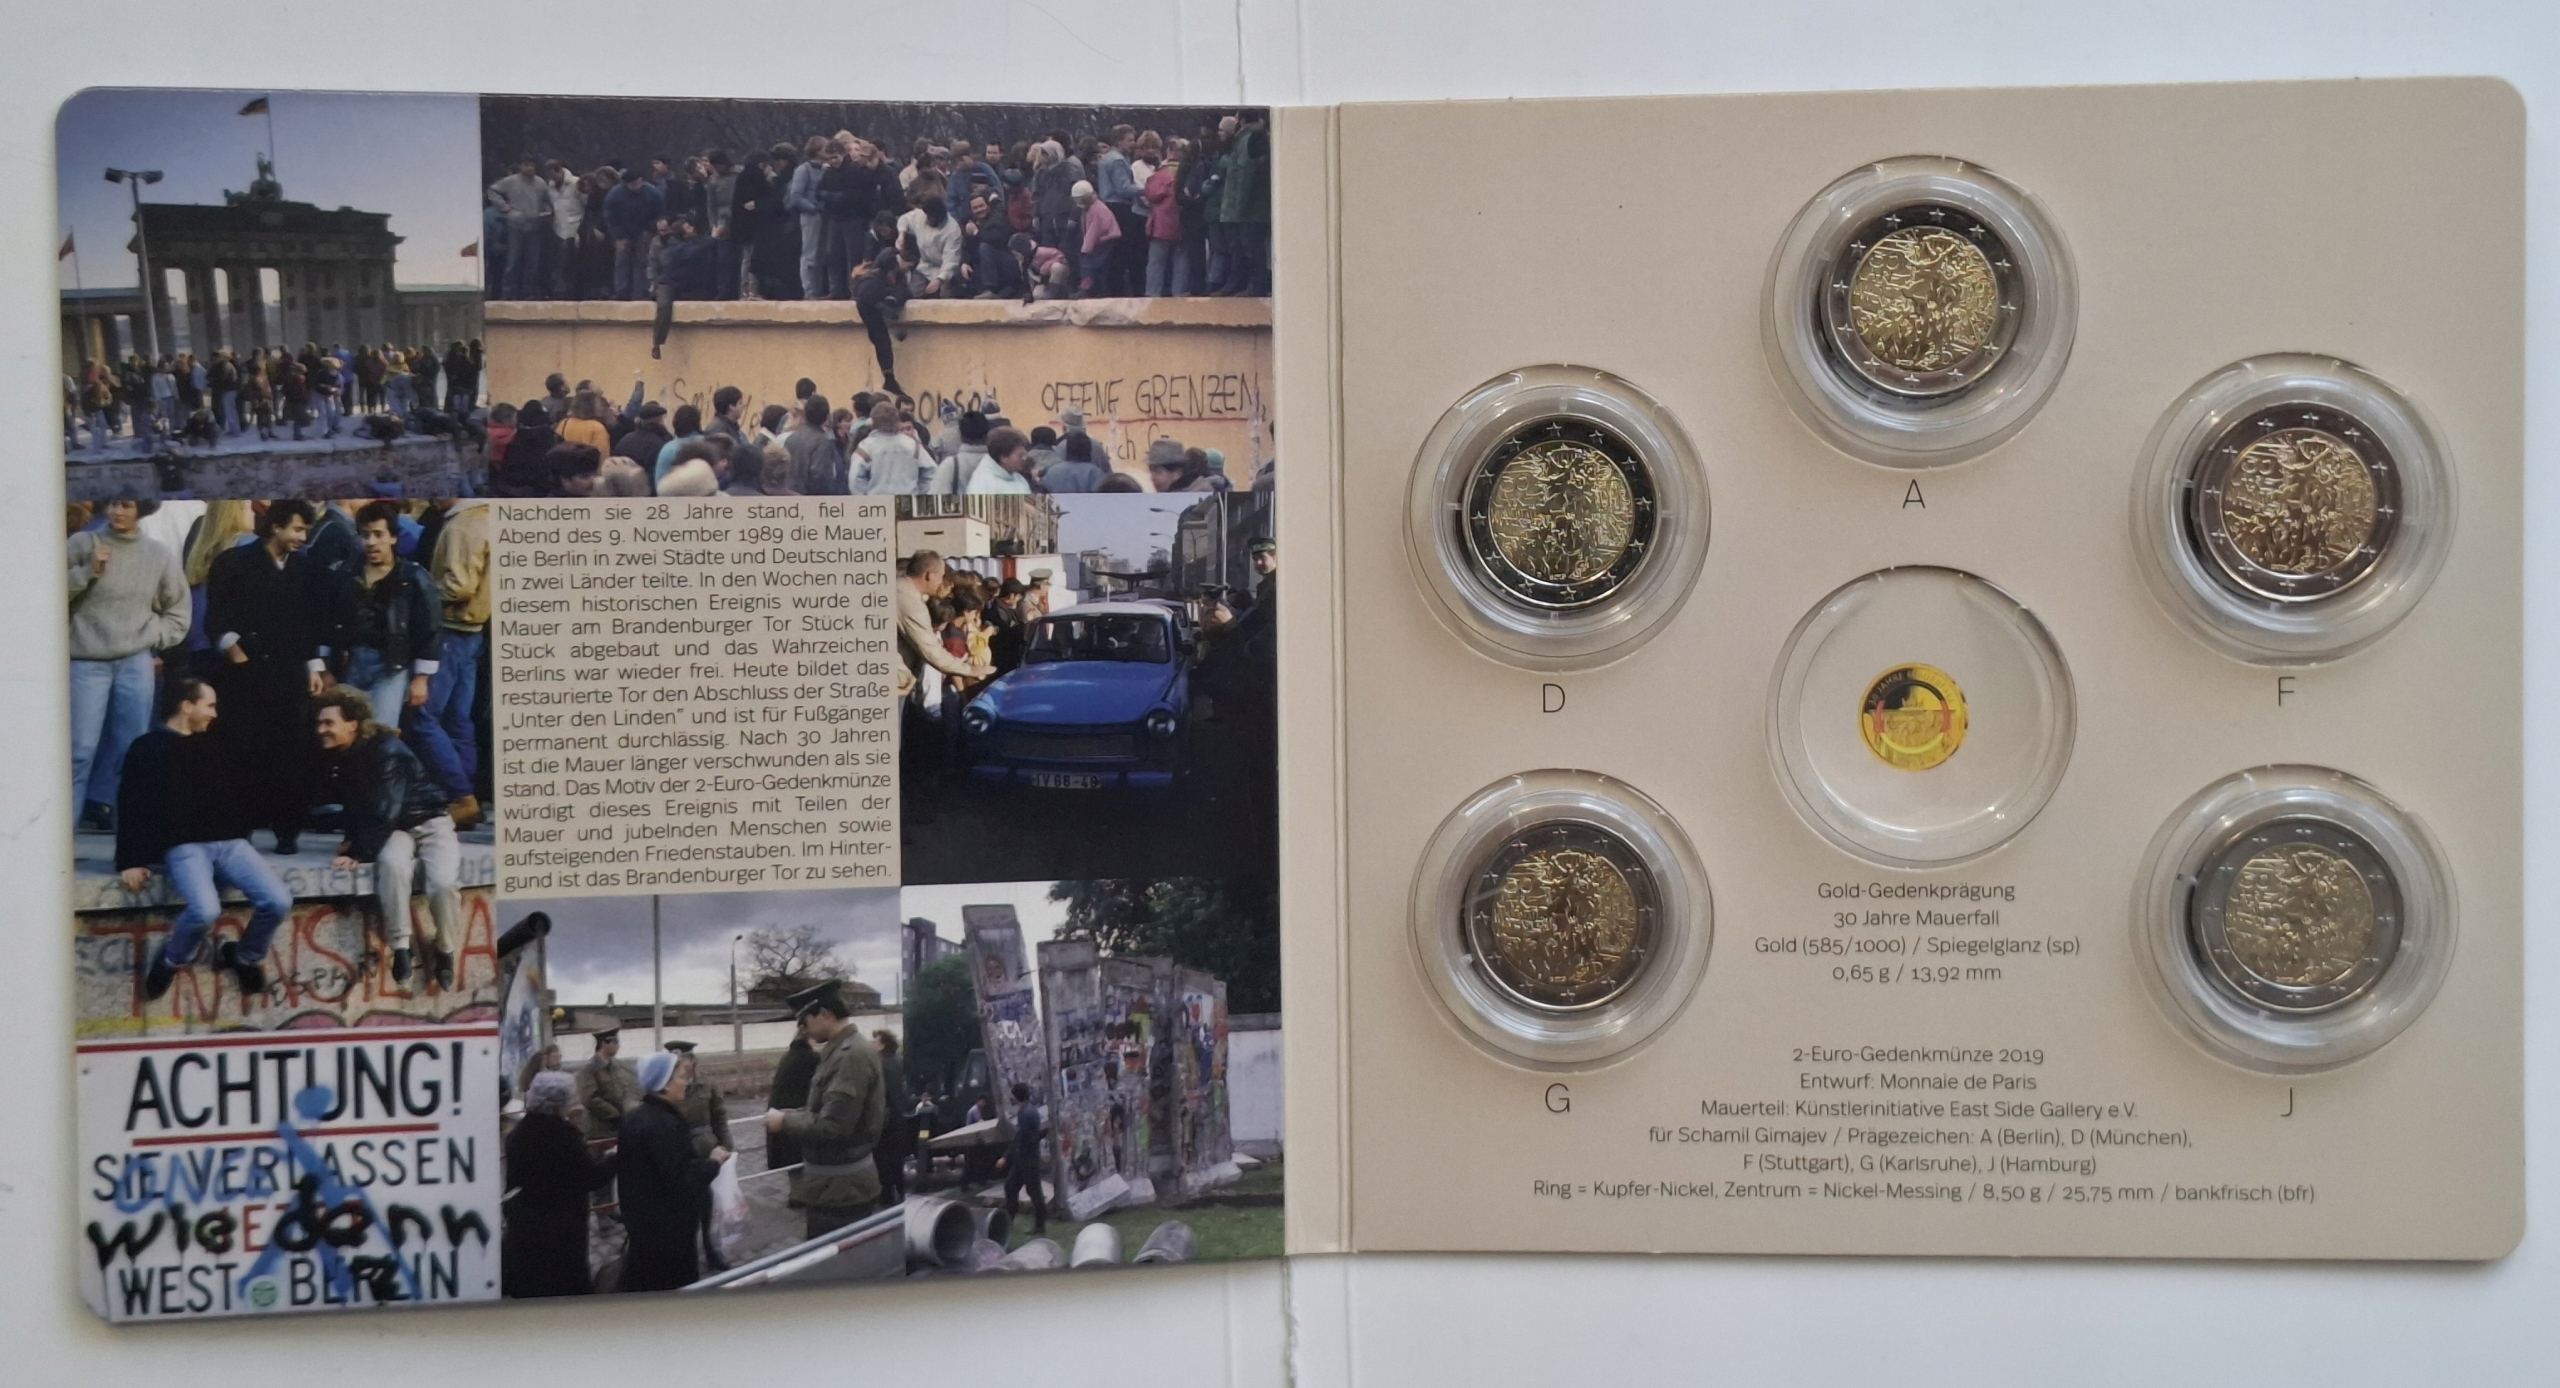 OFFENE GRENZEN
Nachdem sie 28 Jahre stand, fiel am
Abend des 9. November 1989 die Mauer,
die Berlin in zwei Städte und Deutschland
in zwei Länder teilte. In den Wochen nach
diesem historischen Ereignis wurde die
Mauer am Brandenburger Tor Stück für
Stück abgebaut und das Wahrzeichen
Berlins war wieder frei. Heute bildet das
restaurierte Tor den Abschluss der Straße
„Unter den Linden" und ist für Fußgänger
permanent durchlässig. Nach 30 Jahren
ist die Mauer länger verschwunden als sie
stand. Das Motiv der 2-Euro-Gedenkmünze
würdigt dieses Ereignis mit Teilen der
Mauer und jubelnden Menschen sowie
aufsteigenden Friedenstauben. Im Hinter-
gund ist das Brandenburger Tor zu sehen.
ACHTUNG!
SIE VERLASSEN
wie denn
JETZT
WEST BERLIN
A
D
F
G
J
Gold-Gedenkprägung
30 Jahre Mauerfall
Gold (585/1000) / Spiegelglanz (sp)
0,65 g / 13,92 mm
2-Euro-Gedenkmünze 2019
Entwurf: Monnaie de Paris
Mauerteil: Künstlerinitiative East Side Gallery e.V.
für Schamil Gimajev / Prägezeichen: A (Berlin), D (München),
F (Stuttgart), G (Karlsruhe), J (Hamburg)
Ring = Kupfer-Nickel, Zentrum = Nickel-Messing / 8,50 g / 25,75 mm / bankfrisch (bfr)